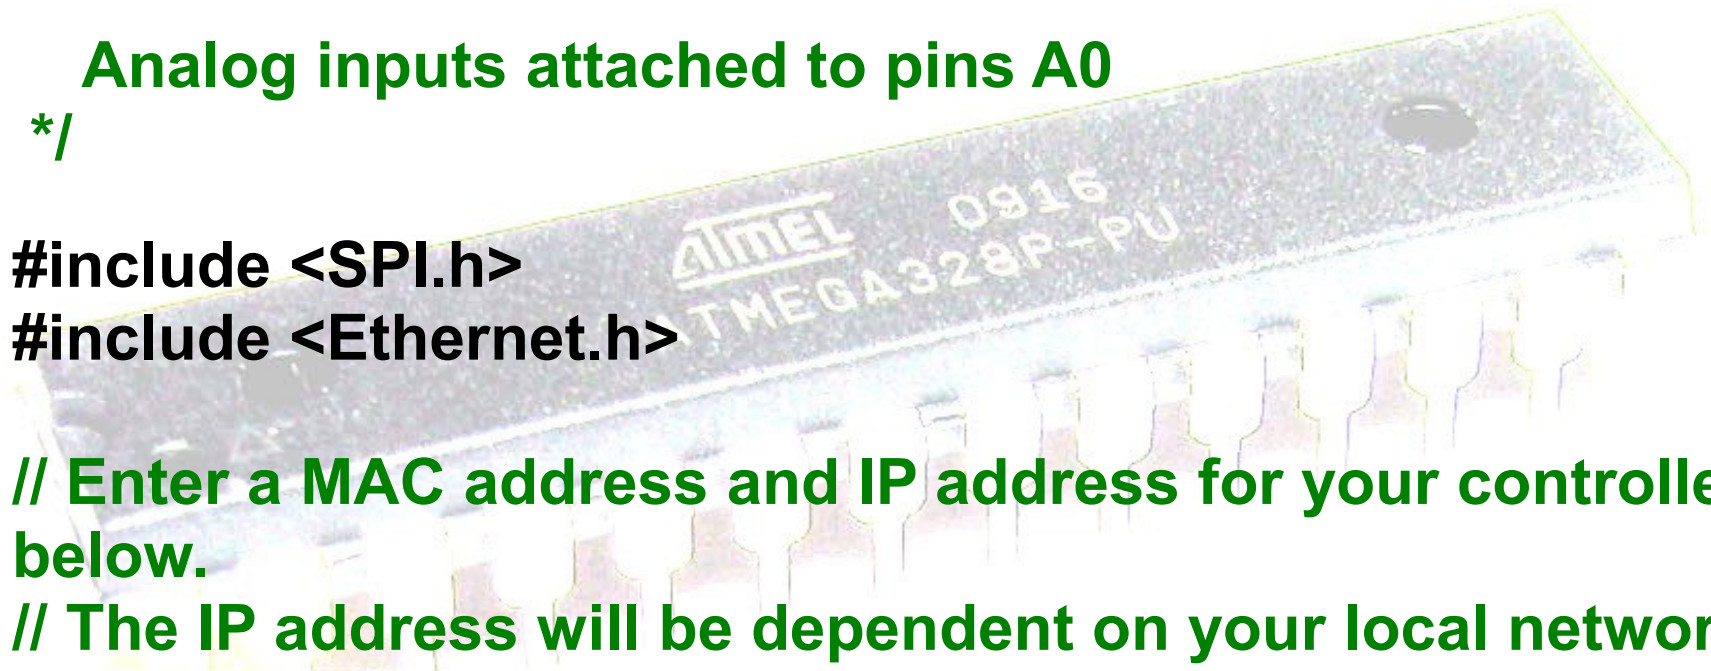 Analog inputs attached to pins A0
*/
ATMEL 0916
ATMEGA328P-PU
#include <SPI.h>
#include <Ethernet.h>
// Enter a MAC address and IP address for your controlle
below.
// The IP address will be dependent on your local networ